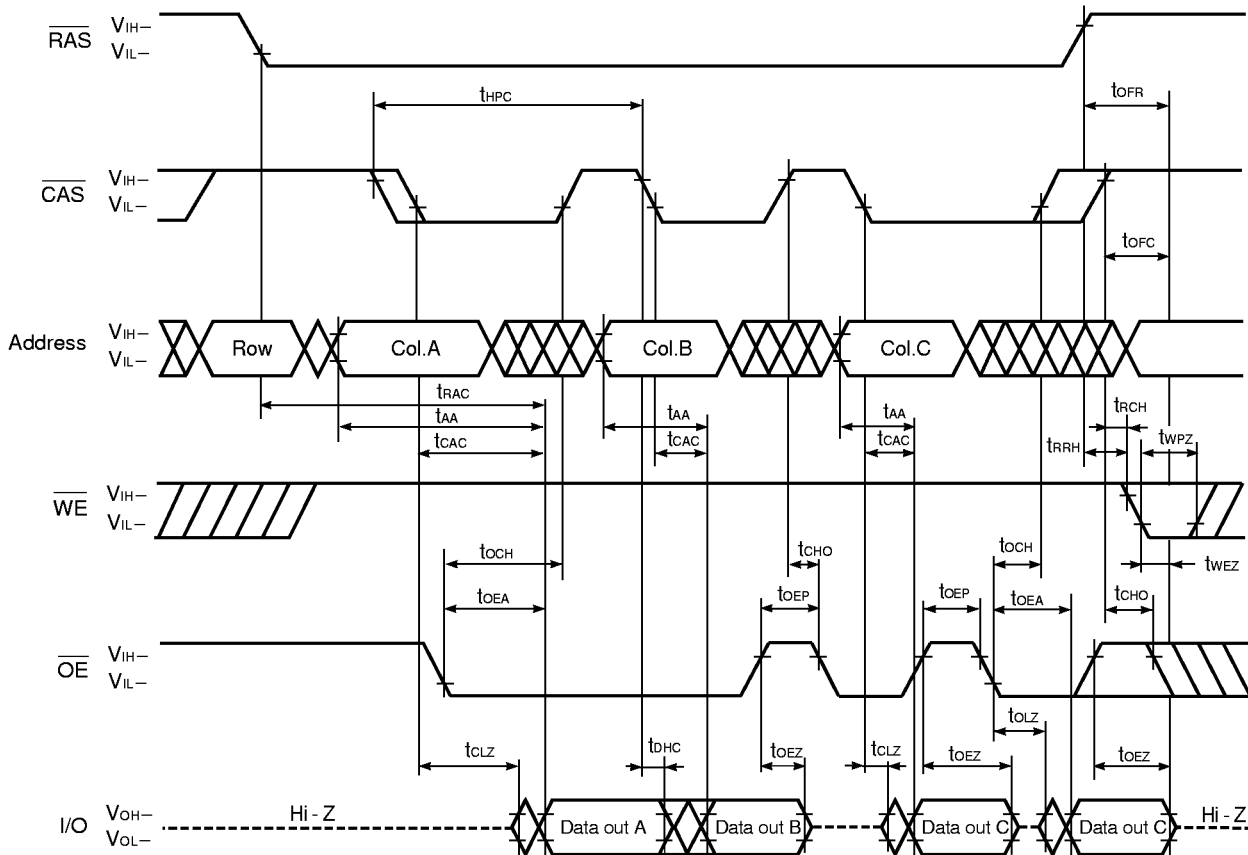 RAS VIH–
VIL–
tOFR
tHPC
CAS VIH–
VIL–
tOFC
Address VIH–
VIL–
Row Col.A Col.B Col.C
tRAC
tAA tAA tAA
tCAC tCAC tCAC
tRCH
tRRH tWPZ
WE VIH–
VIL–
tOCH tCHO tOCH tWEZ
tOEA tOEP tOEP tOEA tCHO
OE VIH–
VIL–
tOLZ
tCLZ tDHC tOEZ tCLZ tOEZ tOEZ
I/O VOH–
VOL–
Hi - Z Data out A Data out B Data out C Data out C Hi - Z